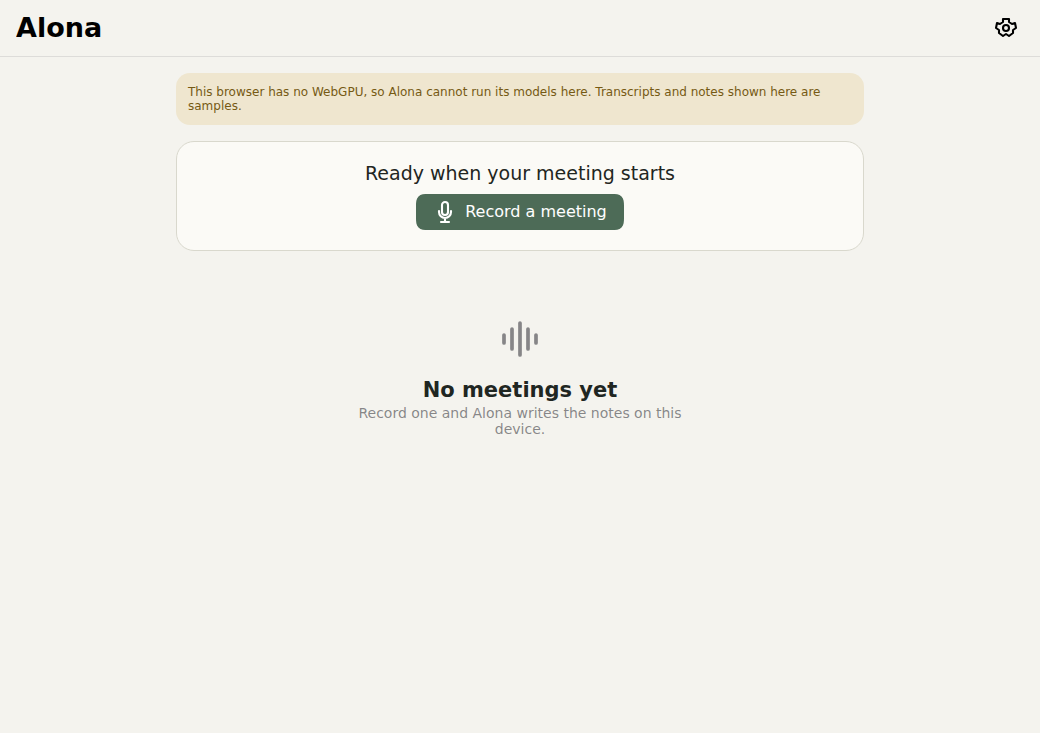 Alona
This browser has no WebGPU, so Alona cannot run its models here. Transcripts and notes shown here are
samples.
Ready when your meeting starts
Record a meeting
No meetings yet
Record one and Alona writes the notes on this
device.